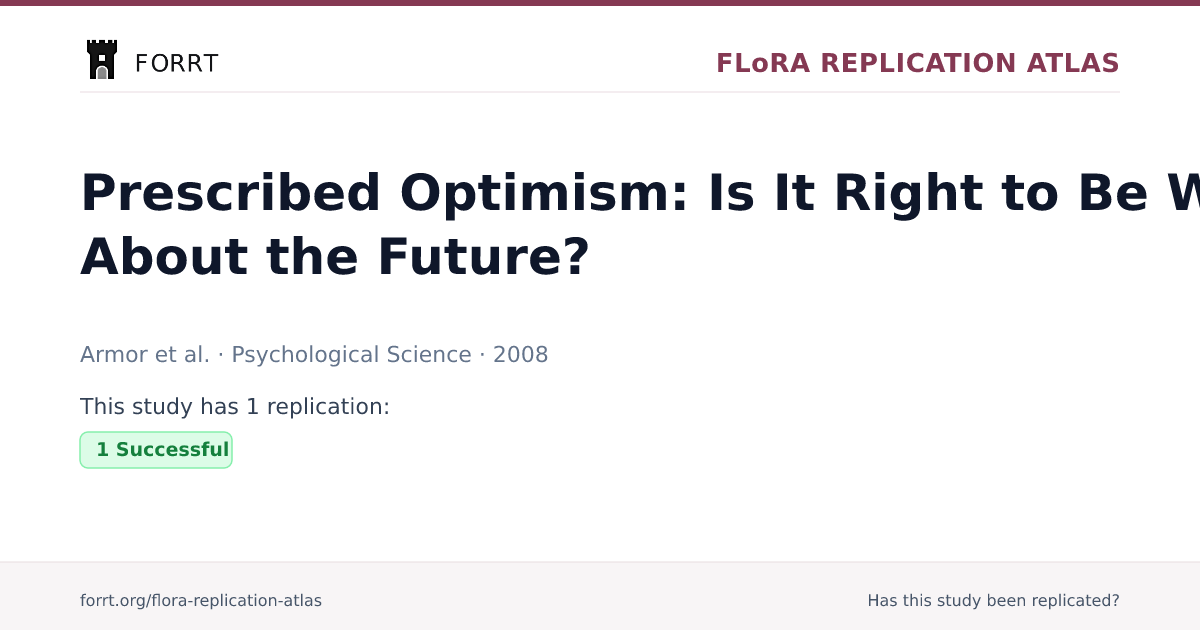 FORRT
FLoRA REPLICATION ATLAS
Prescribed Optimism: Is It Right to Be
About the Future?
Armor et al. · Psychological Science · 2008
This study has 1 replication:
1 Successful
forrt.org/flora-replication-atlas
Has this study been replicated?